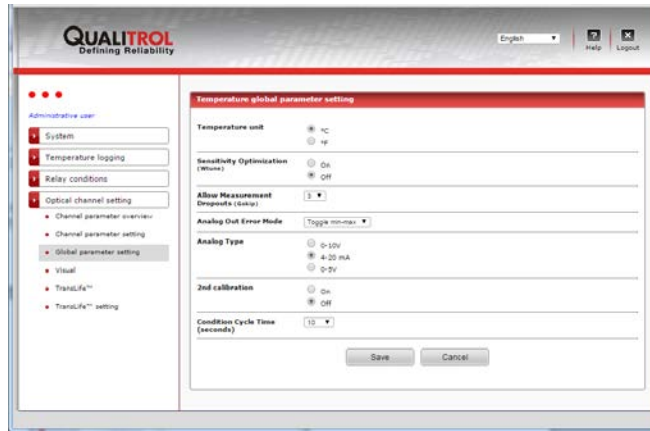 QUALITROL
Defining Reliability
English
Help
Logout
Administrative user
System
Temperature logging
Relay conditions
Optical channel setting
Channel parameter overview
Channel parameter setting
Global parameter setting
Visual
TransLife™
TransLife™ setting
Temperature global parameter setting
Temperature unit
°C
°F
Sensitivity Optimization
(Wtune)
On
Off
Allow Measurement
Dropouts (Gskip)
3
Analog Out Error Mode
Toggle min-max
Analog Type
0-10V
4-20 mA
0-5V
2nd calibration
On
Off
Condition Cycle Time
(seconds)
10
Save
Cancel